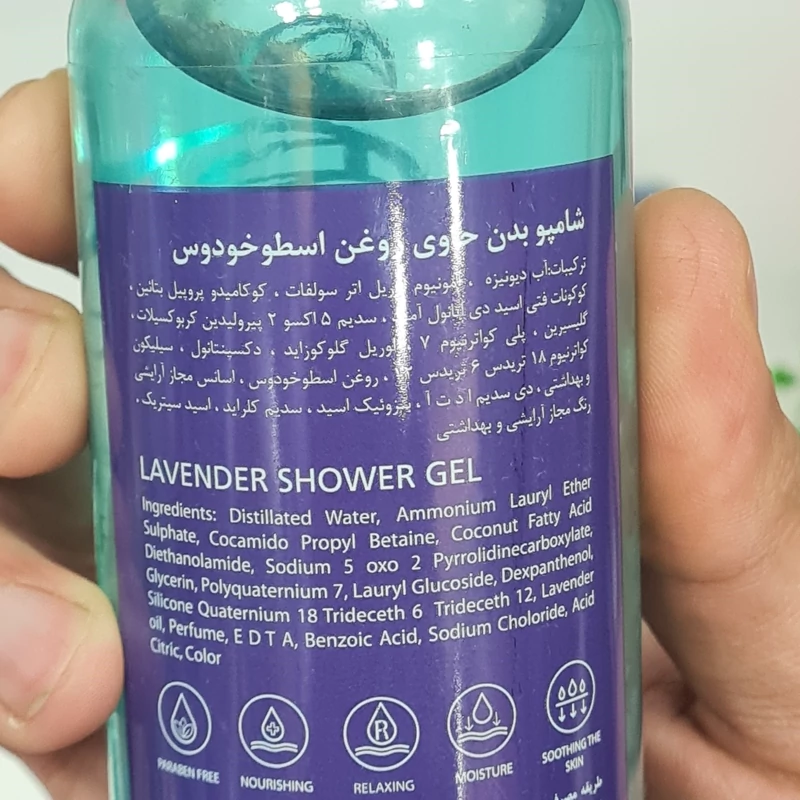 شامپو بدن حاوی روغن اسطوخودوس
ترکیبات:آب دیونیزه ، لوریل اتر سولفات ، کوکامیدو پروپیل بتائین ،
کوکونات فتی اسید دی اتانول آمید ، سدیم ۵ اکسو ۲ پیرولیدین کربوکسیلات ،
گلیسیرین ، پلی کواترنیوم ۷ ، لوریل گلوکوزاید ، دکسپنتانول ، سیلیکون
کواترنیوم ۱۸ تریدس ۶ تریدس ، روغن اسطوخودوس ، اسانس مجاز آرایشی
و بهداشتی ، دی سدیم ا د ت آ ، بنزوئیک اسید ، سدیم کلراید ، اسید سیتریک ،
رنگ مجاز آرایشی و بهداشتی
LAVENDER SHOWER GEL
Ingredients: Distillated Water, Ammonium Lauryl Ether
Sulphate, Cocamido Propyl Betaine, Coconut Fatty Acid
Diethanolamide, Sodium 5 oxo 2 Pyrrolidinecarboxylate,
Glycerin, Polyquaternium 7, Lauryl Glucoside, Dexpanthenol,
Silicone Quaternium 18 Trideceth 6 Trideceth 12, Lavender
oil, Perfume, E D T A, Benzoic Acid, Sodium Choloride, Acid
Citric, Color
R
PARABEN FREE
NOURISHING
RELAXING
MOISTURE
SOOTHING THE
SKIN
طریقه مصرف